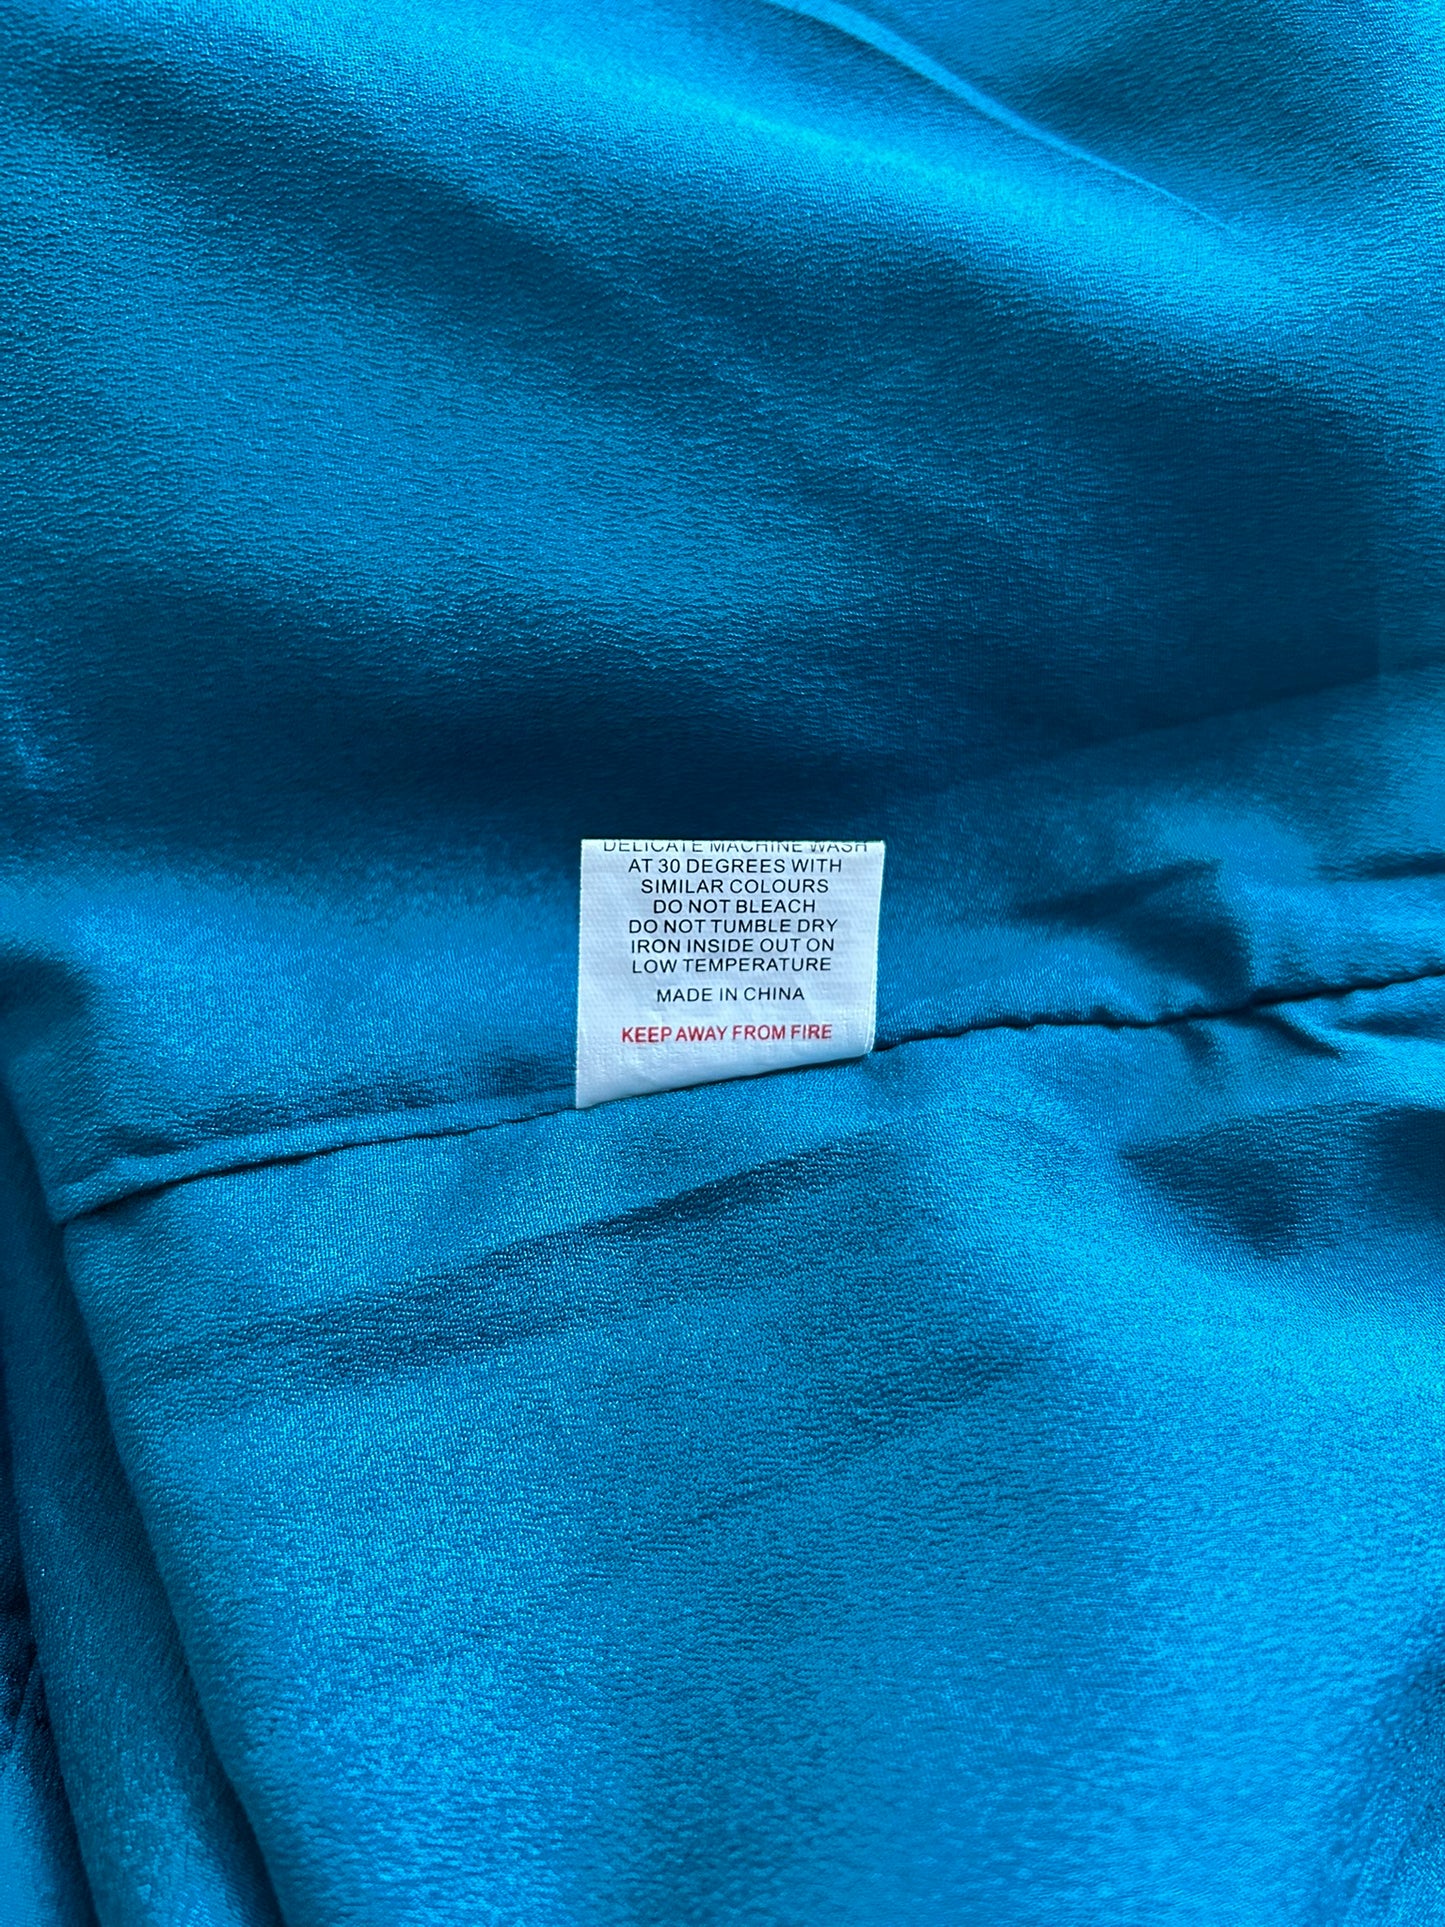 DELICATE MACHINE WASH
AT 30 DEGREES WITH
SIMILAR COLOURS
DO NOT BLEACH
DO NOT TUMBLE DRY
IRON INSIDE OUT ON
LOW TEMPERATURE
MADE IN CHINA
KEEP AWAY FROM FIRE